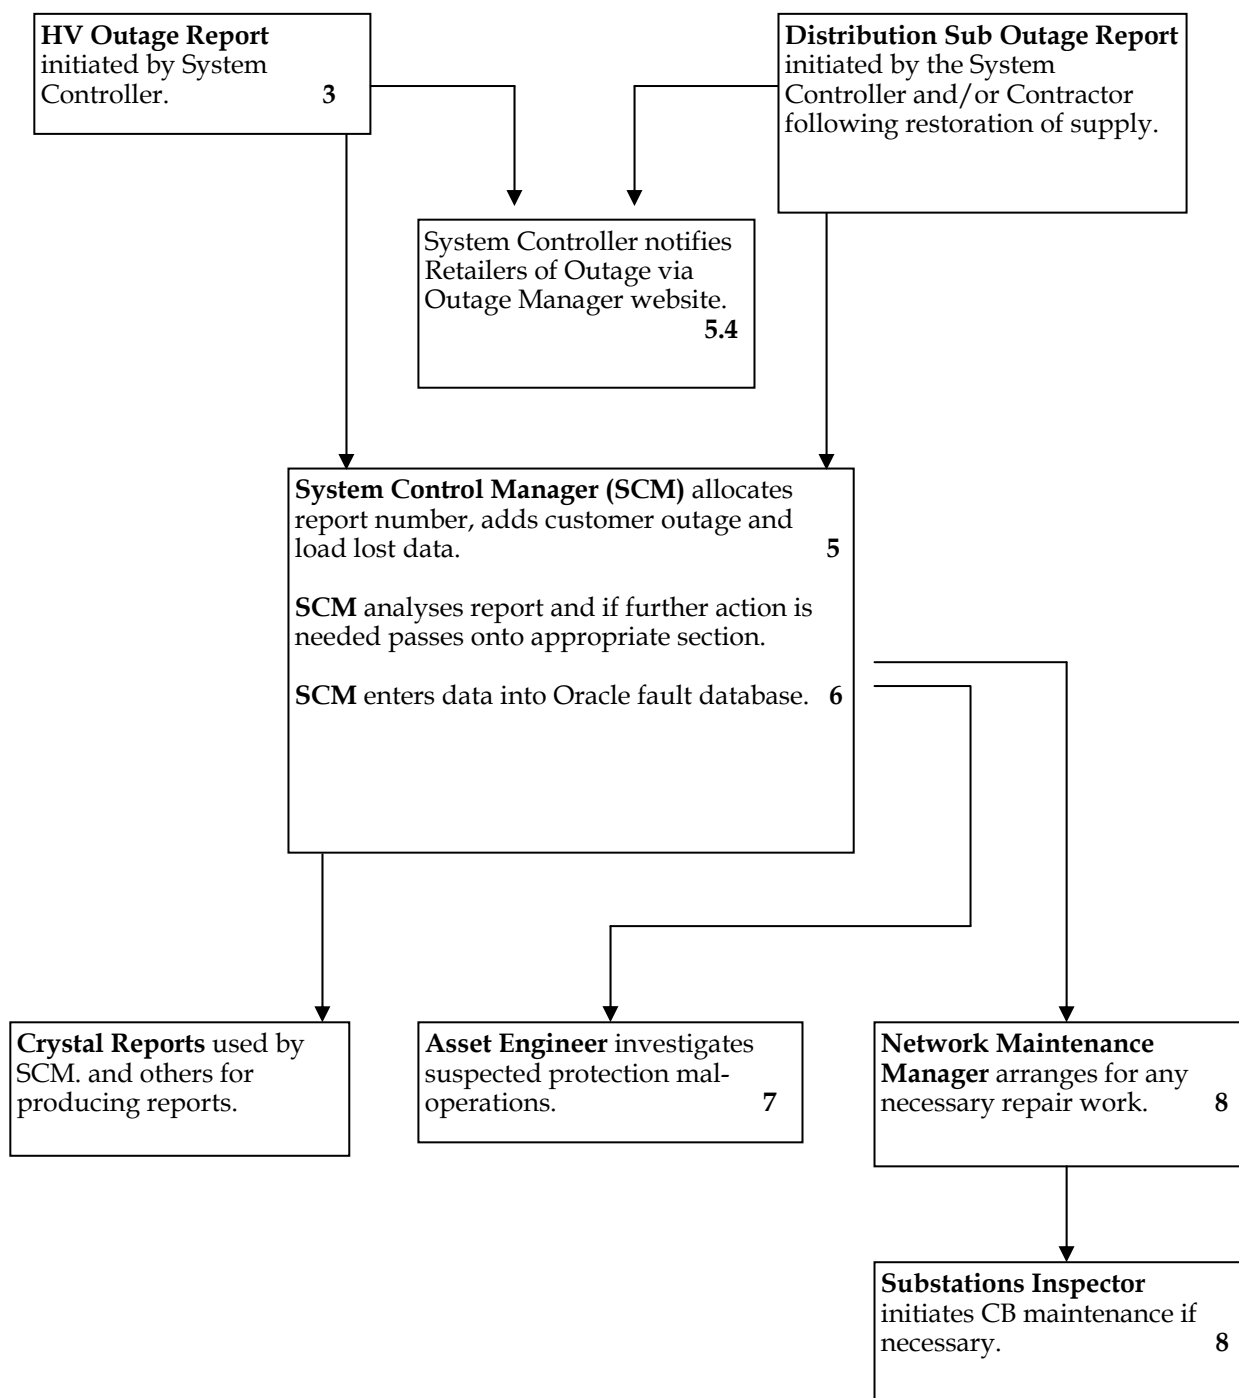 HV Outage Report
initiated by System
Controller. 3
Distribution Sub Outage Report
initiated by the System
Controller and/or Contractor
following restoration of supply.
System Controller notifies
Retailers of Outage via
Outage Manager website.
5.4
System Control Manager (SCM) allocates
report number, adds customer outage and
load lost data. 5
SCM analyses report and if further action is
needed passes onto appropriate section.
SCM enters data into Oracle fault database. 6
Crystal Reports used by
SCM. and others for
producing reports.
Asset Engineer investigates
suspected protection mal-
operations. 7
Network Maintenance
Manager arranges for any
necessary repair work. 8
Substations Inspector
initiates CB maintenance if
necessary. 8